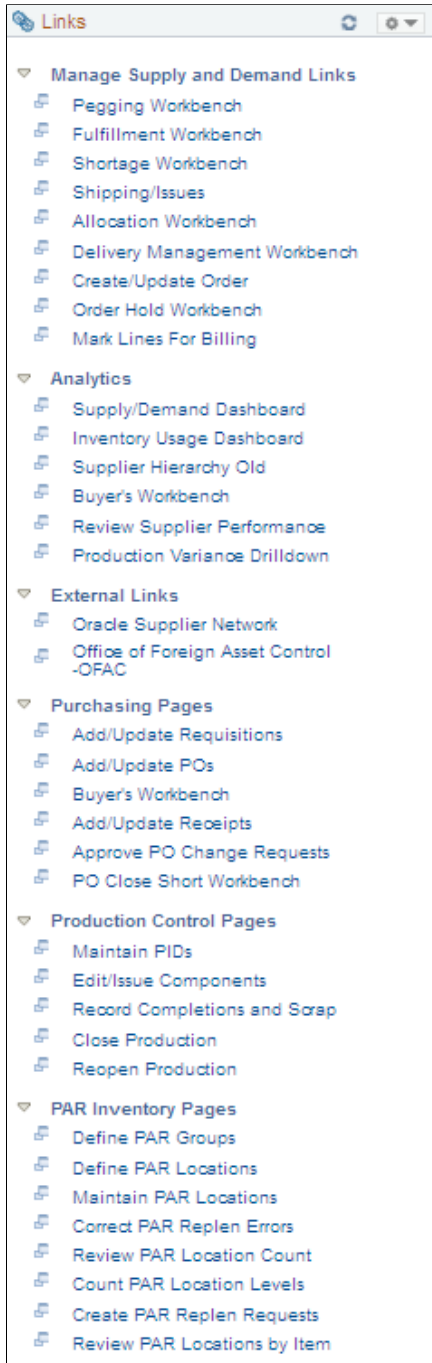 Links
Manage Supply and Demand Links
Pegging Workbench
Fulfillment Workbench
Shortage Workbench
Shipping/Issues
Allocation Workbench
Delivery Management Workbench
Create/Update Order
Order Hold Workbench
Mark Lines For Billing
Analytics
Supply/Demand Dashboard
Inventory Usage Dashboard
Supplier Hierarchy Old
Buyer's Workbench
Review Supplier Performance
Production Variance Drilldown
External Links
Oracle Supplier Network
Office of Foreign Asset Control
-OFAC
Purchasing Pages
Add/Update Requisitions
Add/Update POs
Buyer's Workbench
Add/Update Receipts
Approve PO Change Requests
PO Close Short Workbench
Production Control Pages
Maintain PIDs
Edit/Issue Components
Record Completions and Scrap
Close Production
Reopen Production
PAR Inventory Pages
Define PAR Groups
Define PAR Locations
Maintain PAR Locations
Correct PAR Replen Errors
Review PAR Location Count
Count PAR Location Levels
Create PAR Replen Requests
Review PAR Locations by Item